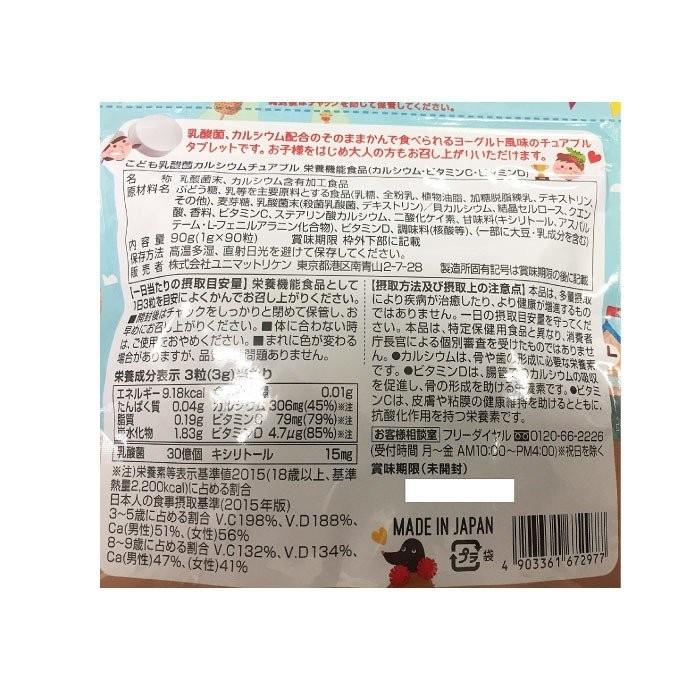 チャックを閉じて保管してください。
乳酸菌、カルシウム配合のそのままかんで食べられるヨーグルト風味のチュアブル
タブレットです。お子様をはじめ大人の方もお召し上がりいただけます。
こども乳酸菌カルシウムチュアブル 栄養機能食品(カルシウム・ビタミンC・ビタミンD)
名 称 乳酸菌末、カルシウム含有加工食品
原材料名 ぶどう糖、乳等を主要原料とする食品(乳糖、全粉乳、植物油脂、加糖脱脂練乳、デキストリン、
その他)、麦芽糖、乳酸菌末(殺菌乳酸菌、デキストリン)/貝カルシウム、結晶セルロース、クエン
酸、香料、ビタミンC、ステアリン酸カルシウム、二酸化ケイ素、甘味料(キシリトール、アスパル
テーム・L-フェニルアラニン化合物)、ビタミンD、調味料(核酸等)、(一部に大豆・乳成分を含む)
内 容 量 90g(1g×90粒) 賞味期限 枠外下部に記載
保存方法 高温多湿、直射日光を避けて保存してください。
販 売 者 株式会社ユニマットリケン 東京都港区南青山2-7-28 製造所固有記号は賞味期限の後に記載
【一日当たりの摂取目安量】栄養機能食品として
1日3粒を目安によくかんでお召し上がりください。
■開封後はチャックをしっかりと閉めて保管し、お
早めにお召し上がりください。■体に合わない時
は、ご使用をおやめください。■まれに色が変わる
場合がありますが、品 問題ありません。
栄養成分表示 3粒(3g)当たり
エネルギー 9.18kcal 0.01g
たんぱく質 0.04g カルシウム 306mg(45%)※注
脂質 0.19g ビタミンC 79mg(79%)※注
炭水化物 1.83g ビタミンD 4.7μg(85%)※注
乳酸菌 30億個 キシリトール 15mg
※注)栄養素等表示基準値2015(18歳以上、基準
熱量2,200kcal)に占める割合
日本人の食事摂取基準(2015年版)
3~5歳に占める割合 V.C198%、V.D188%、
Ca(男性)51%、(女性)56%
8~9歳に占める割合 V.C132%、V.D134%、
Ca(男性)47%、(女性)41%
【摂取方法及び摂取上の注意点】本品は、多量摂取
により疾病が治癒したり、より健康が増進するもの
ではありません。一日の摂取目安量を守ってくださ
い。本品は、特定保健用食品と異なり、消費者
庁長官による個別審査を受けたものではありませ
ん。●カルシウムは、骨や歯の形成に必要な栄養素
です。●ビタミンDは、腸管 カルシウムの吸収
を促進し、骨の形成を助ける栄養素です。●ビタミ
ンCは、皮膚や粘膜の健康維持を助けるとともに、
抗酸化作用を持つ栄養素です。
お客様相談室 フリーダイヤル 0120-66-2226
(受付時間 月~金 AM10:00~PM4:00)※祝日を除く
賞味期限(未開封)
MADE IN JAPAN
プラ 袋
4 903361 672977